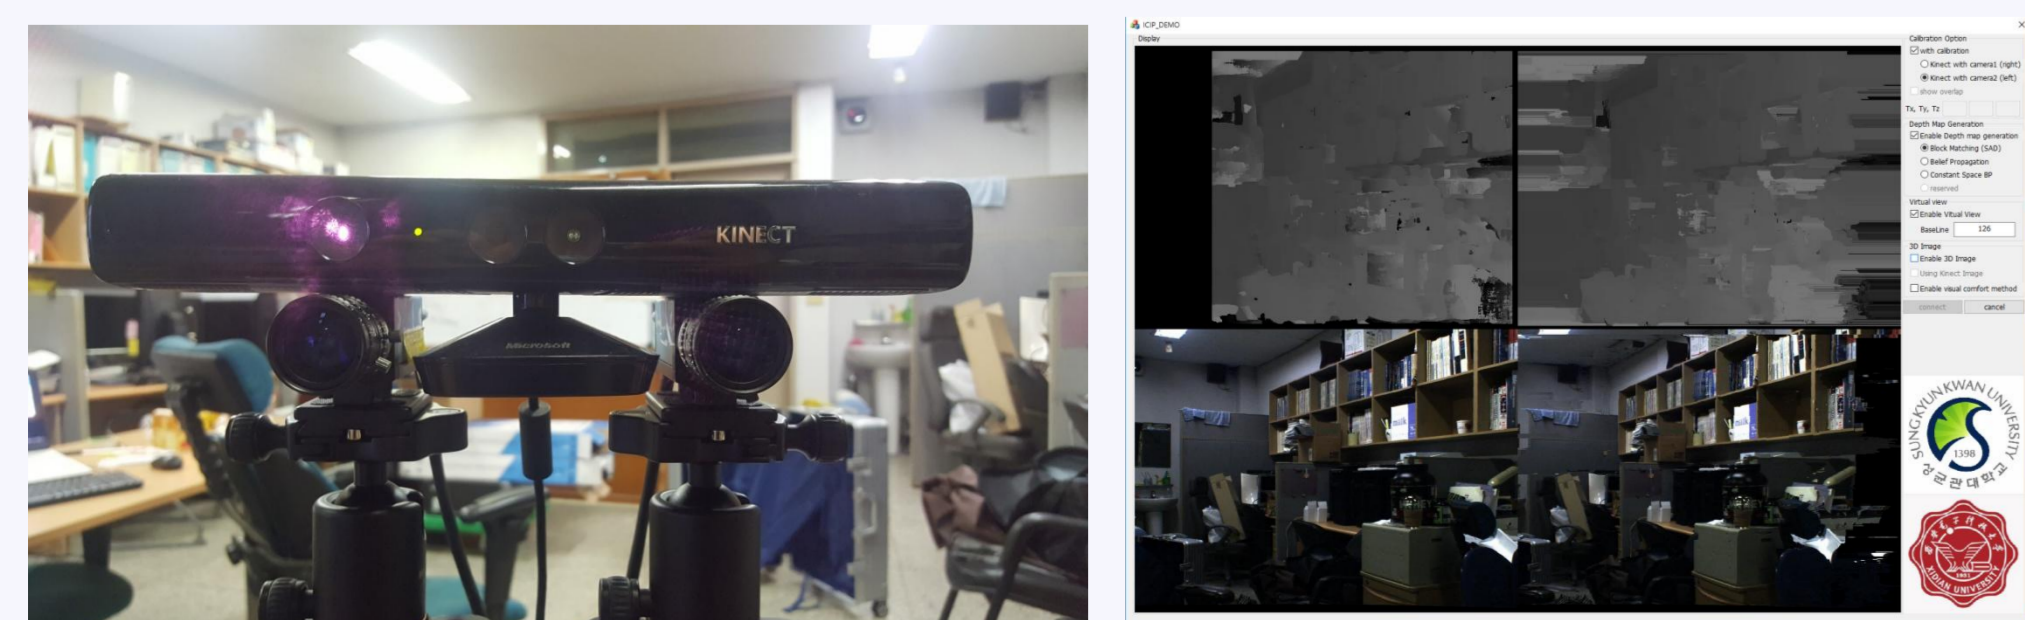 KINECT
Microsoft
ICIP_DEMO
Display
Calibration Option
with calibration
Kinect with camera1 (right)
Kinect with camera2 (left)
show overlap
Tx, Ty, Tz
Depth Map Generation
Enable Depth map generation
Block Matching (SAD)
Belief Propagation
Constant Space BP
reserved
Virtual view
Enable Vitual View
BaseLine 126
3D Image
Enable 3D Image
Using Kinect Image
Enable visual comfort method
connect cancel
milk
milk
SUNGKYUNKWAN UNIVERSITY
1398
성균관대학교
XIDIAN UNIVERSITY